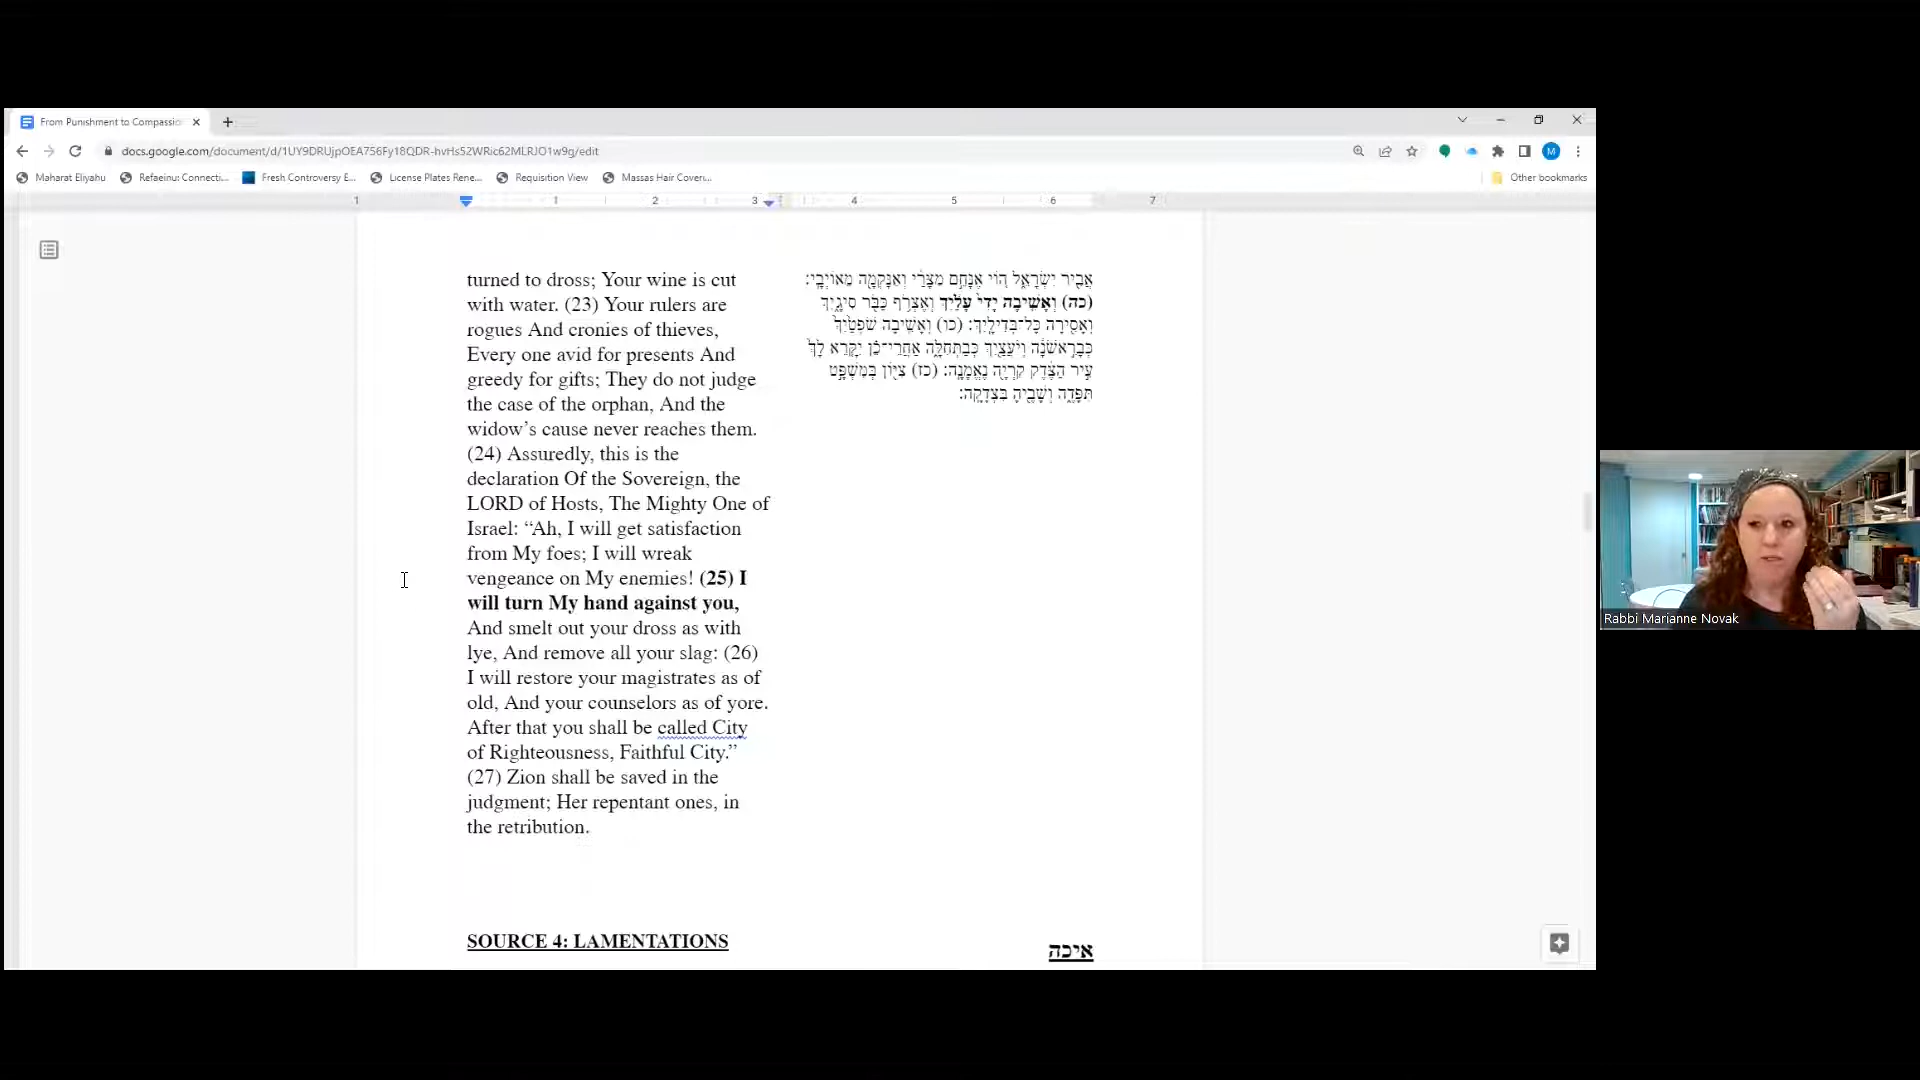 From Punishment to Compassio
docs.google.com/document/d/1UY9DRUjpOEA756Fy18QDR-hvHs52WRic62MLRJO1w9g/edit
M
Maharat Eliyahu
Refaeinu: Connecti...
Fresh Controversy E...
License Plates Rene...
Requisition View
Massas Hair Coveri...
Other bookmarks
1 1 2 3 4 5 6 7
turned to dross; Your wine is cut
with water. (23) Your rulers are
rogues And cronies of thieves,
Every one avid for presents And
greedy for gifts; They do not judge
the case of the orphan, And the
widow’s cause never reaches them.
(24) Assuredly, this is the
declaration Of the Sovereign, the
LORD of Hosts, The Mighty One of
Israel: “Ah, I will get satisfaction
from My foes; I will wreak
vengeance on My enemies! (25) I
will turn My hand against you,
And smelt out your dross as with
lye, And remove all your slag: (26)
I will restore your magistrates as of
old, And your counselors as of yore.
After that you shall be called City
of Righteousness, Faithful City.”
(27) Zion shall be saved in the
judgment; Her repentant ones, in
the retribution.
אֲבִ֖יר יִשְׂרָאֵ֑ל ה֚וֹי אֶנָּחֵ֣ם מִצָּרַ֔י וְאִנָּקְמָ֖ה מֵאוֹיְבָֽי׃
(כה) וְאָשִׁ֤יבָה יָדִי֙ עָלַ֔יִךְ וְאֶצְרֹ֥ף כַּבֹּ֖ר סִיגָ֑יִךְ
וְאָסִ֖ירָה כׇּל־בְּדִילָֽיִךְ׃ (כו) וְאָשִׁ֤יבָה שֹׁפְטַ֙יִךְ֙
כְּבָרִ֣אשֹׁנָ֔ה וְיֹעֲצַ֖יִךְ כְּבַתְּחִלָּ֑ה אַחֲרֵי־כֵ֗ן יִקָּ֤רֵא לָךְ֙
עִ֣יר הַצֶּ֔דֶק קִרְיָ֖ה נֶאֱמָנָֽה׃ (כז) צִיּ֖וֹן בְּמִשְׁפָּ֣ט
תִּפָּדֶ֑ה וְשָׁבֶ֖יהָ בִּצְדָקָֽה׃
SOURCE 4: LAMENTATIONS
איכה
Rabbi Marianne Novak